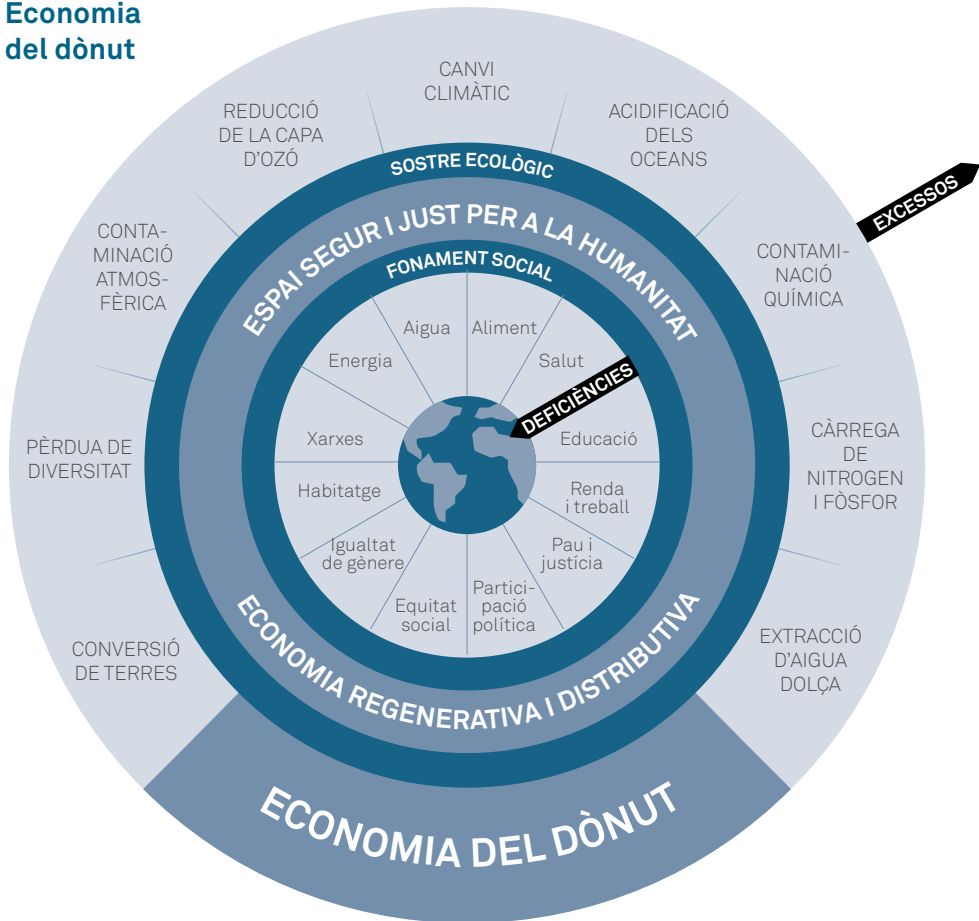 Economia
del dònut
CANVI
CLIMÀTIC
REDUCCIÓ
DE LA CAPA
D'OZÓ
ACIDIFICACIÓ
DELS
OCEANS
CONTA-
MINACIÓ
ATMOS-
FÈRICA
CONTAMI-
NACIÓ
QUÍMICA
EXCESSOS
PÈRDUA DE
DIVERSITAT
CÀRREGA
DE
NITROGEN
I FÒSFOR
CONVERSIÓ
DE TERRES
EXTRACCIÓ
D'AIGUA
DOLÇA
SOSTRE ECOLÒGIC
ESPAI SEGUR I JUST PER A LA HUMANITAT
FONAMENT SOCIAL
Aigua
Aliment
Energia
Salut
DEFICIÈNCIES
Xarxes
Educació
Habitatge
Renda
i treball
Igualtat
de gènere
Pau i
justícia
Equitat
social
Partici-
pació
política
ECONOMIA REGENERATIVA I DISTRIBUTIVA
ECONOMIA DEL DÒNUT